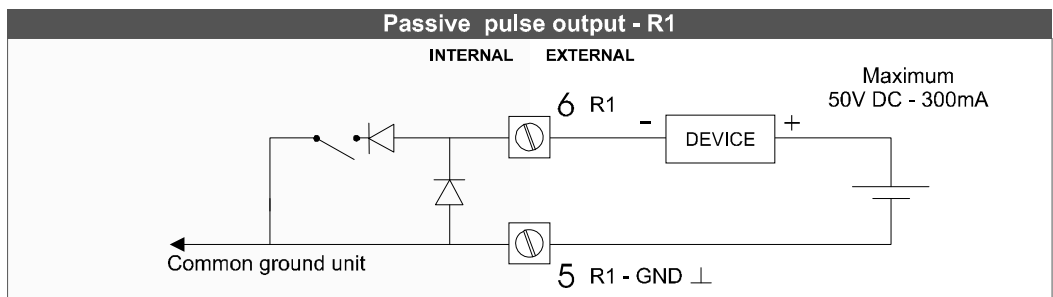 Passive pulse output - R1
INTERNAL EXTERNAL
Maximum
50V DC - 300mA
6 R1
- DEVICE +
Common ground unit
5 R1 - GND ⊥